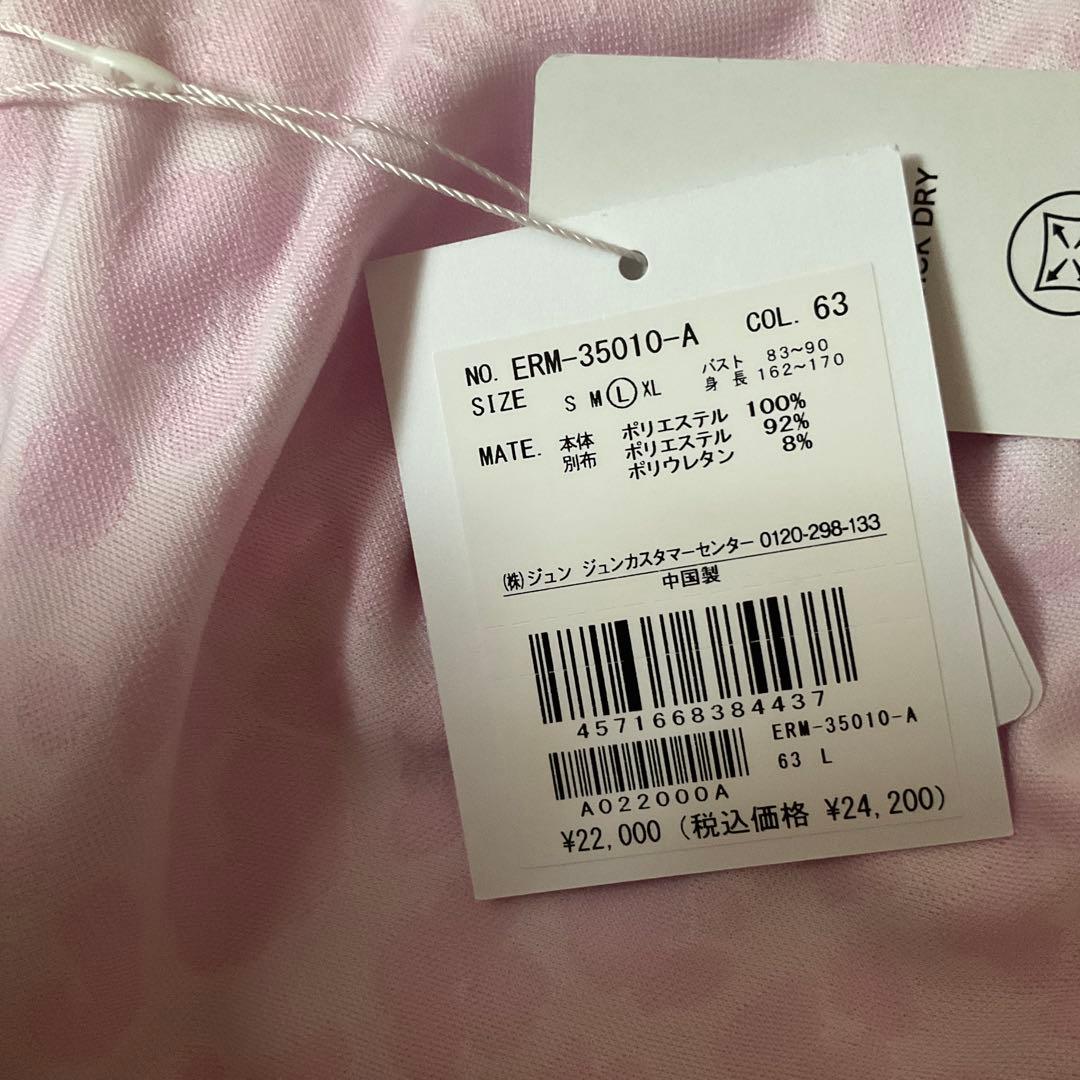 NO. ERM-35010-A COL. 63
SIZE S M L XL バスト 83~90
身 長 162~170
MATE. 本体 ポリエステル 100%
別布 ポリエステル 92%
ポリウレタン 8%
(株)ジュン ジュンカスタマーセンター 0120-298-133
中国製
4571668384437
ERM-35010-A
63 L
A022000A
¥22,000 (税込価格 ¥24,200)
DRY